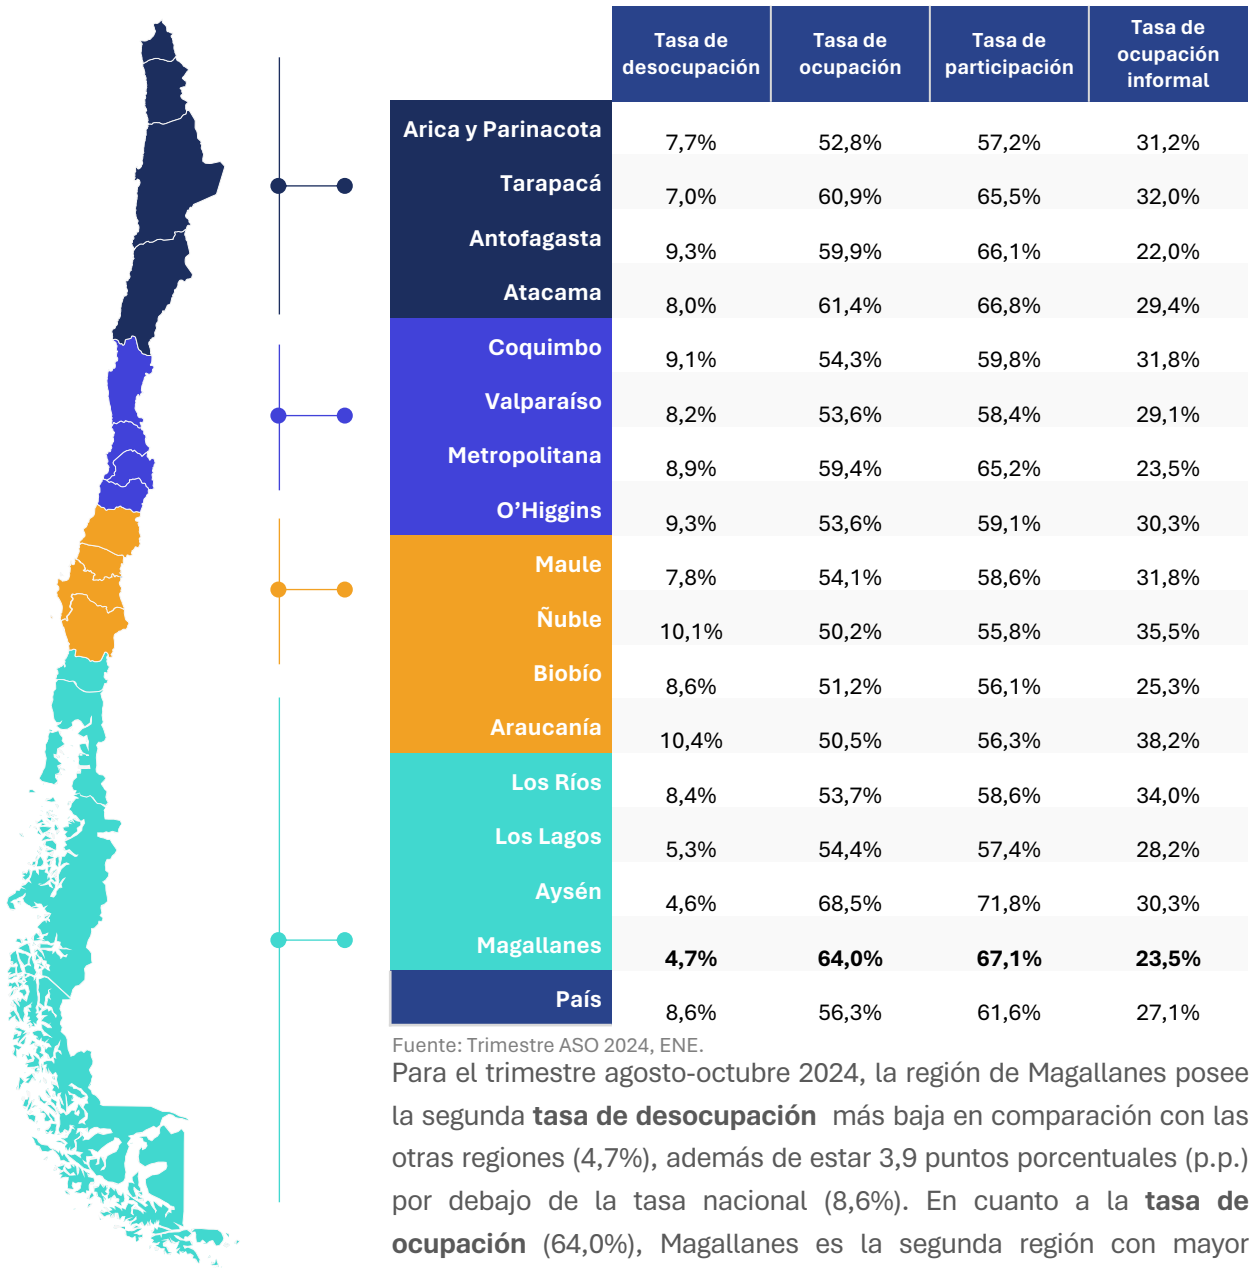 Tasa de desocupación Tasa de ocupación Tasa de participación Tasa de ocupación informal
Arica y Parinacota 7,7% 52,8% 57,2% 31,2%
Tarapacá 7,0% 60,9% 65,5% 32,0%
Antofagasta 9,3% 59,9% 66,1% 22,0%
Atacama 8,0% 61,4% 66,8% 29,4%
Coquimbo 9,1% 54,3% 59,8% 31,8%
Valparaíso 8,2% 53,6% 58,4% 29,1%
Metropolitana 8,9% 59,4% 65,2% 23,5%
O’Higgins 9,3% 53,6% 59,1% 30,3%
Maule 7,8% 54,1% 58,6% 31,8%
Ñuble 10,1% 50,2% 55,8% 35,5%
Biobío 8,6% 51,2% 56,1% 25,3%
Araucanía 10,4% 50,5% 56,3% 38,2%
Los Ríos 8,4% 53,7% 58,6% 34,0%
Los Lagos 5,3% 54,4% 57,4% 28,2%
Aysén 4,6% 68,5% 71,8% 30,3%
Magallanes 4,7% 64,0% 67,1% 23,5%
País 8,6% 56,3% 61,6% 27,1%
Fuente: Trimestre ASO 2024, ENE.
Para el trimestre agosto-octubre 2024, la región de Magallanes posee
la segunda tasa de desocupación más baja en comparación con las
otras regiones (4,7%), además de estar 3,9 puntos porcentuales (p.p.)
por debajo de la tasa nacional (8,6%). En cuanto a la tasa de
ocupación (64,0%), Magallanes es la segunda región con mayor